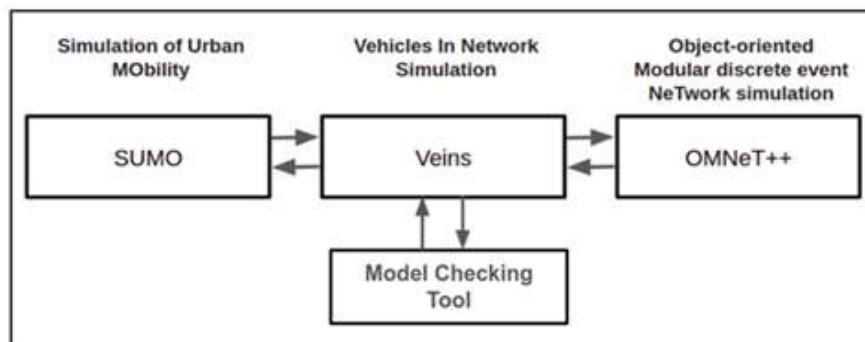 Simulation of Urban
MObility
Vehicles In Network
Simulation
Object-oriented
Modular discrete event
NeTwork simulation
SUMO
Veins
OMNeT++
Model Checking
Tool